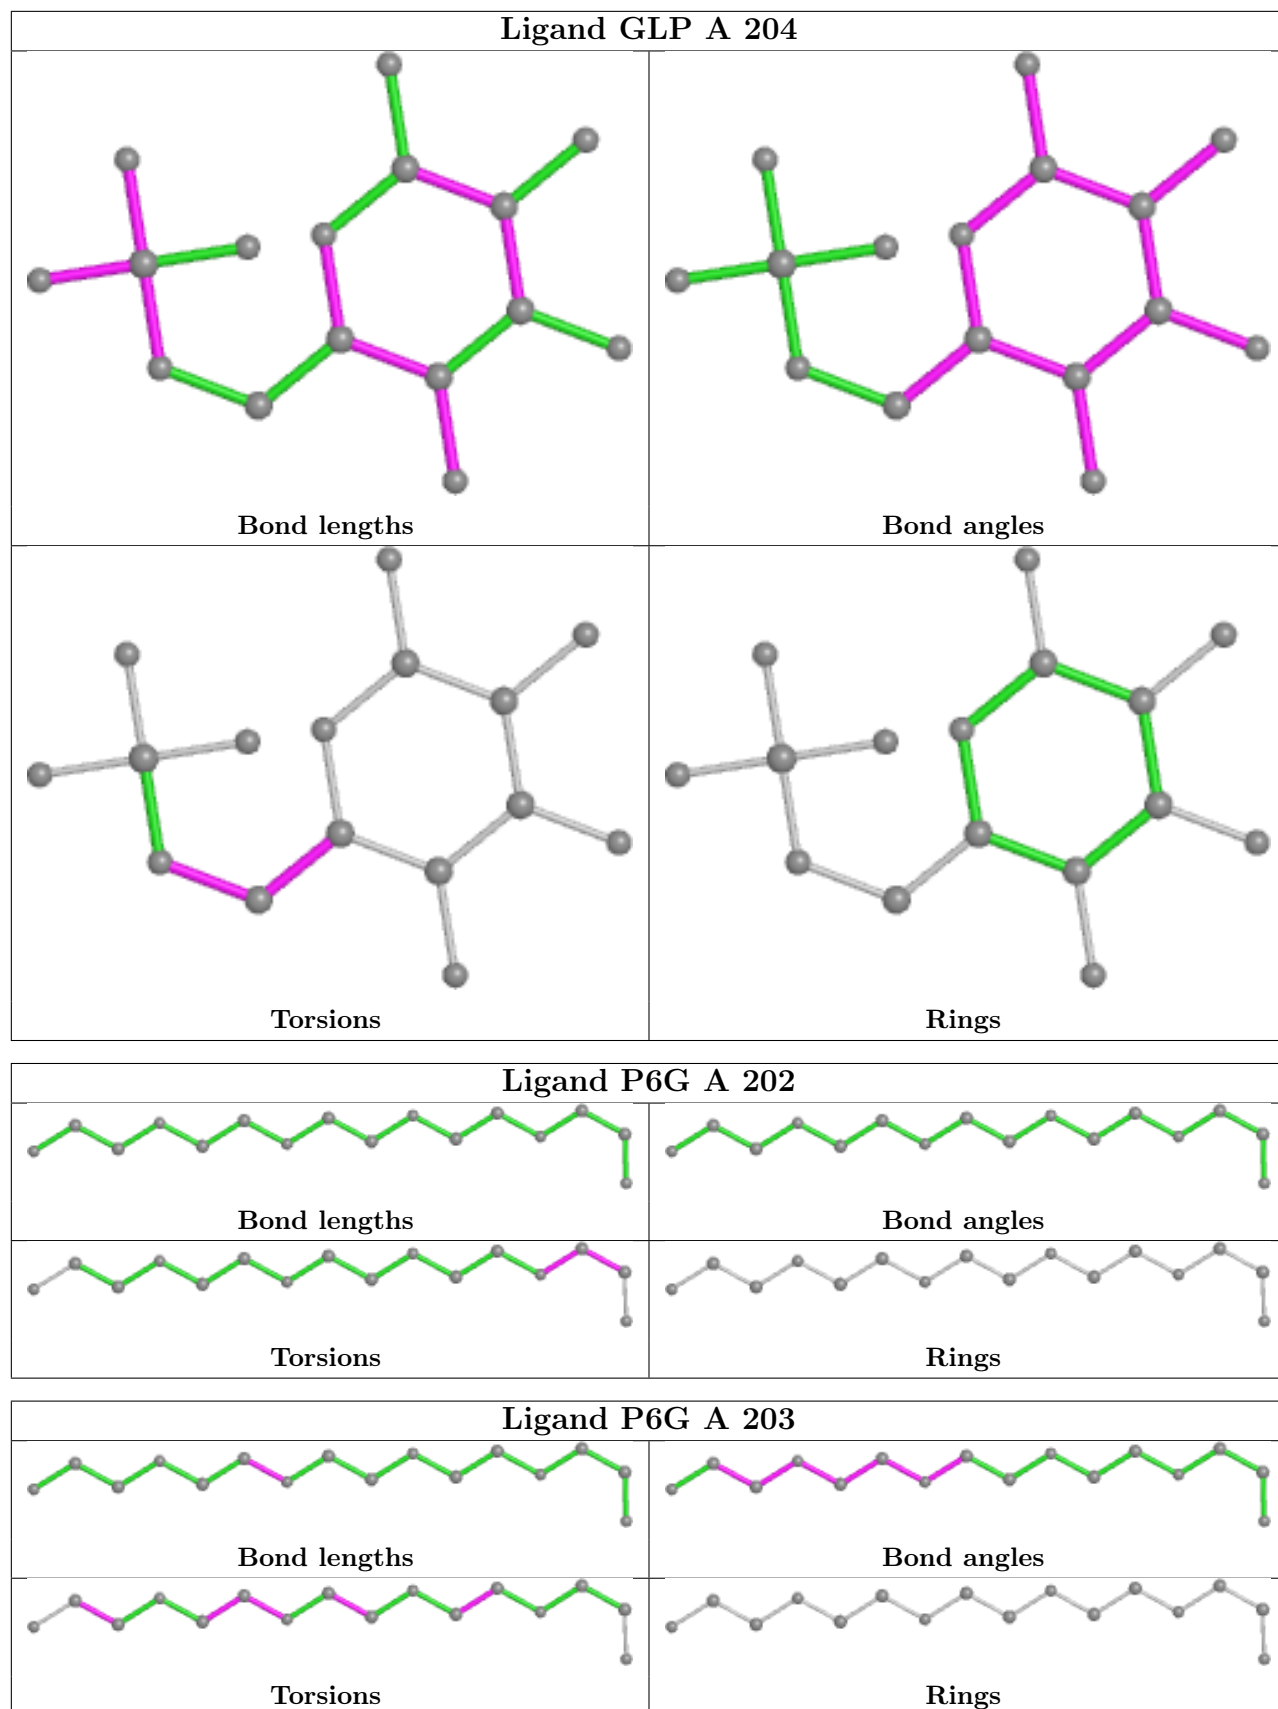 Ligand GLP A 204
Bond lengths
Bond angles
Torsions
Rings
Ligand P6G A 202
Bond lengths
Bond angles
Torsions
Rings
Ligand P6G A 203
Bond lengths
Bond angles
Torsions
Rings